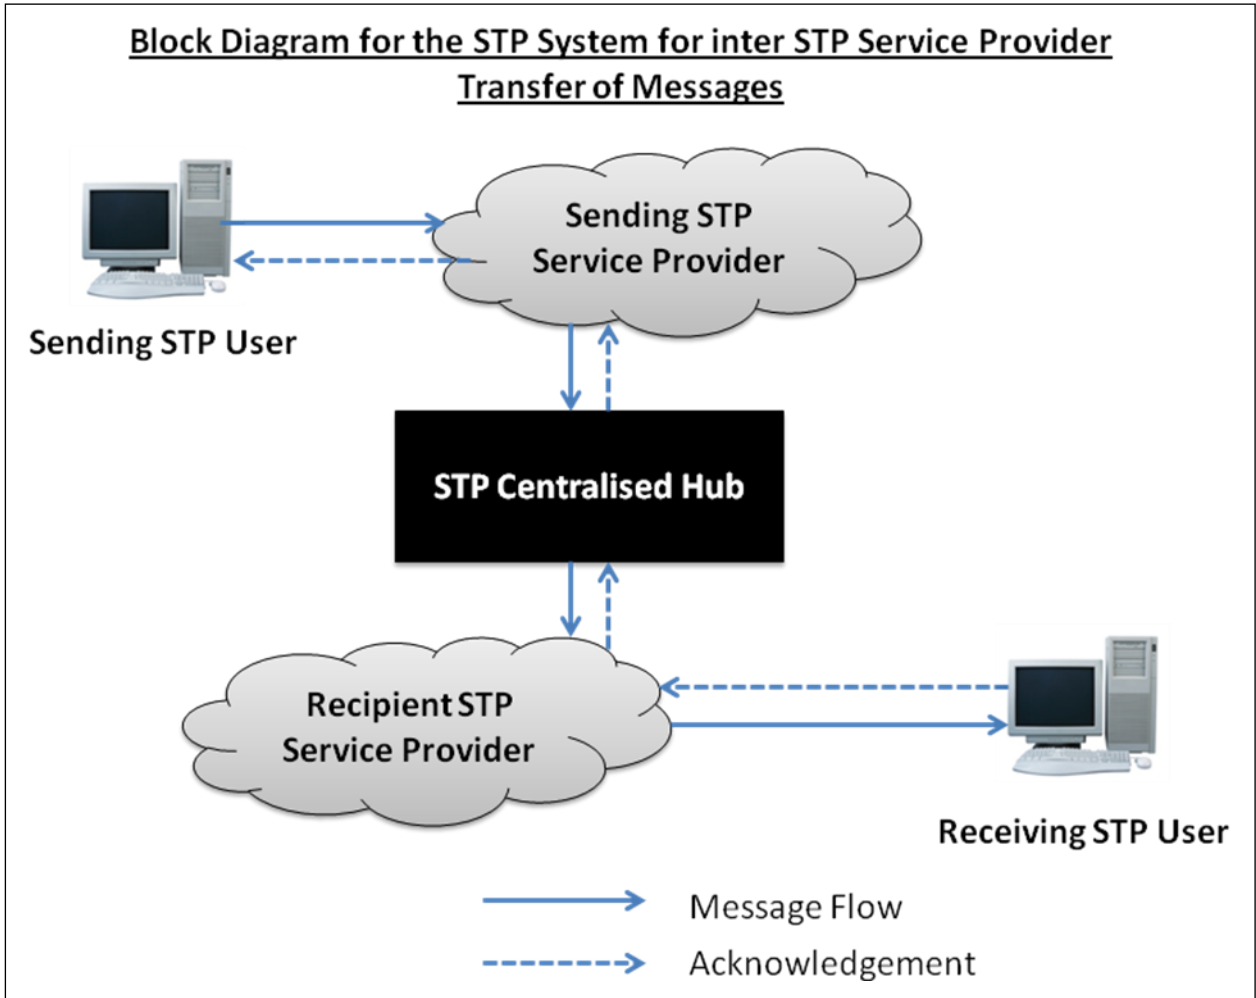 Block Diagram for the STP System for inter STP Service Provider
Transfer of Messages
Sending STP
Service Provider
Sending STP User
STP Centralised Hub
Recipient STP
Service Provider
Receiving STP User
Message Flow
Acknowledgement